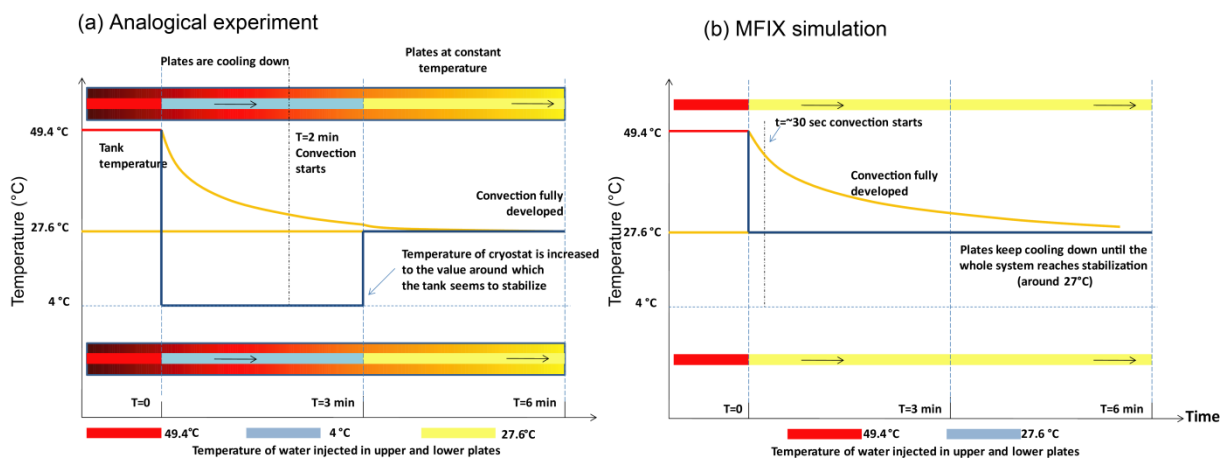 (a) Analogical experiment
Plates are cooling down
Plates at constant
temperature
49.4 °C
Tank
temperature
T=2 min
Convection
starts
Convection fully
developed
27.6 °C
Temperature of cryostat is increased
to the value around which
the tank seems to stabilize
4 °C
Temperature (°C)
T=0
T=3 min
T=6 min
49.4°C
4 °C
27.6°C
Temperature of water injected in upper and lower plates
(b) MFIX simulation
t=~30 sec convection starts
49.4°C
Convection fully
developed
27.6 °C
Plates keep cooling down until the
whole system reaches stabilization
(around 27°C)
4 °C
Temperature (°C)
T=0
T=3 min
T=6 min
Time
49.4°C
27.6°C
Temperature of water injected in upper and lower plates